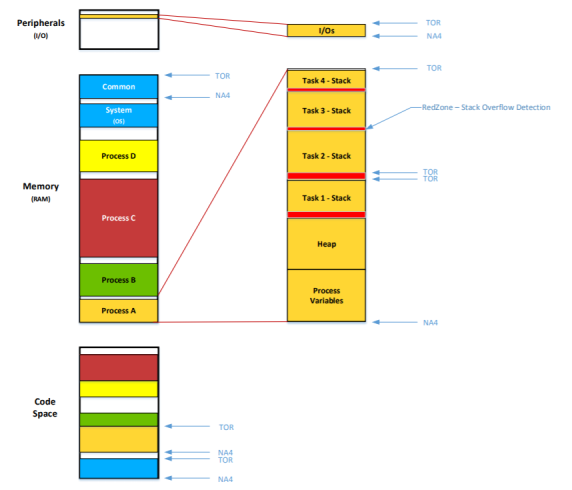 Peripherals
(I/O)
I/Os
TOR
NA4
TOR
NA4
Common
System
(OS)
Process D
Memory
(RAM)
Process C
Process B
Process A
TOR
Task 4 - Stack
Task 3 - Stack
RedZone – Stack Overflow Detection
Task 2 - Stack
TOR
TOR
Task 1 - Stack
Heap
Process
Variables
NA4
Code
Space
TOR
NA4
TOR
NA4